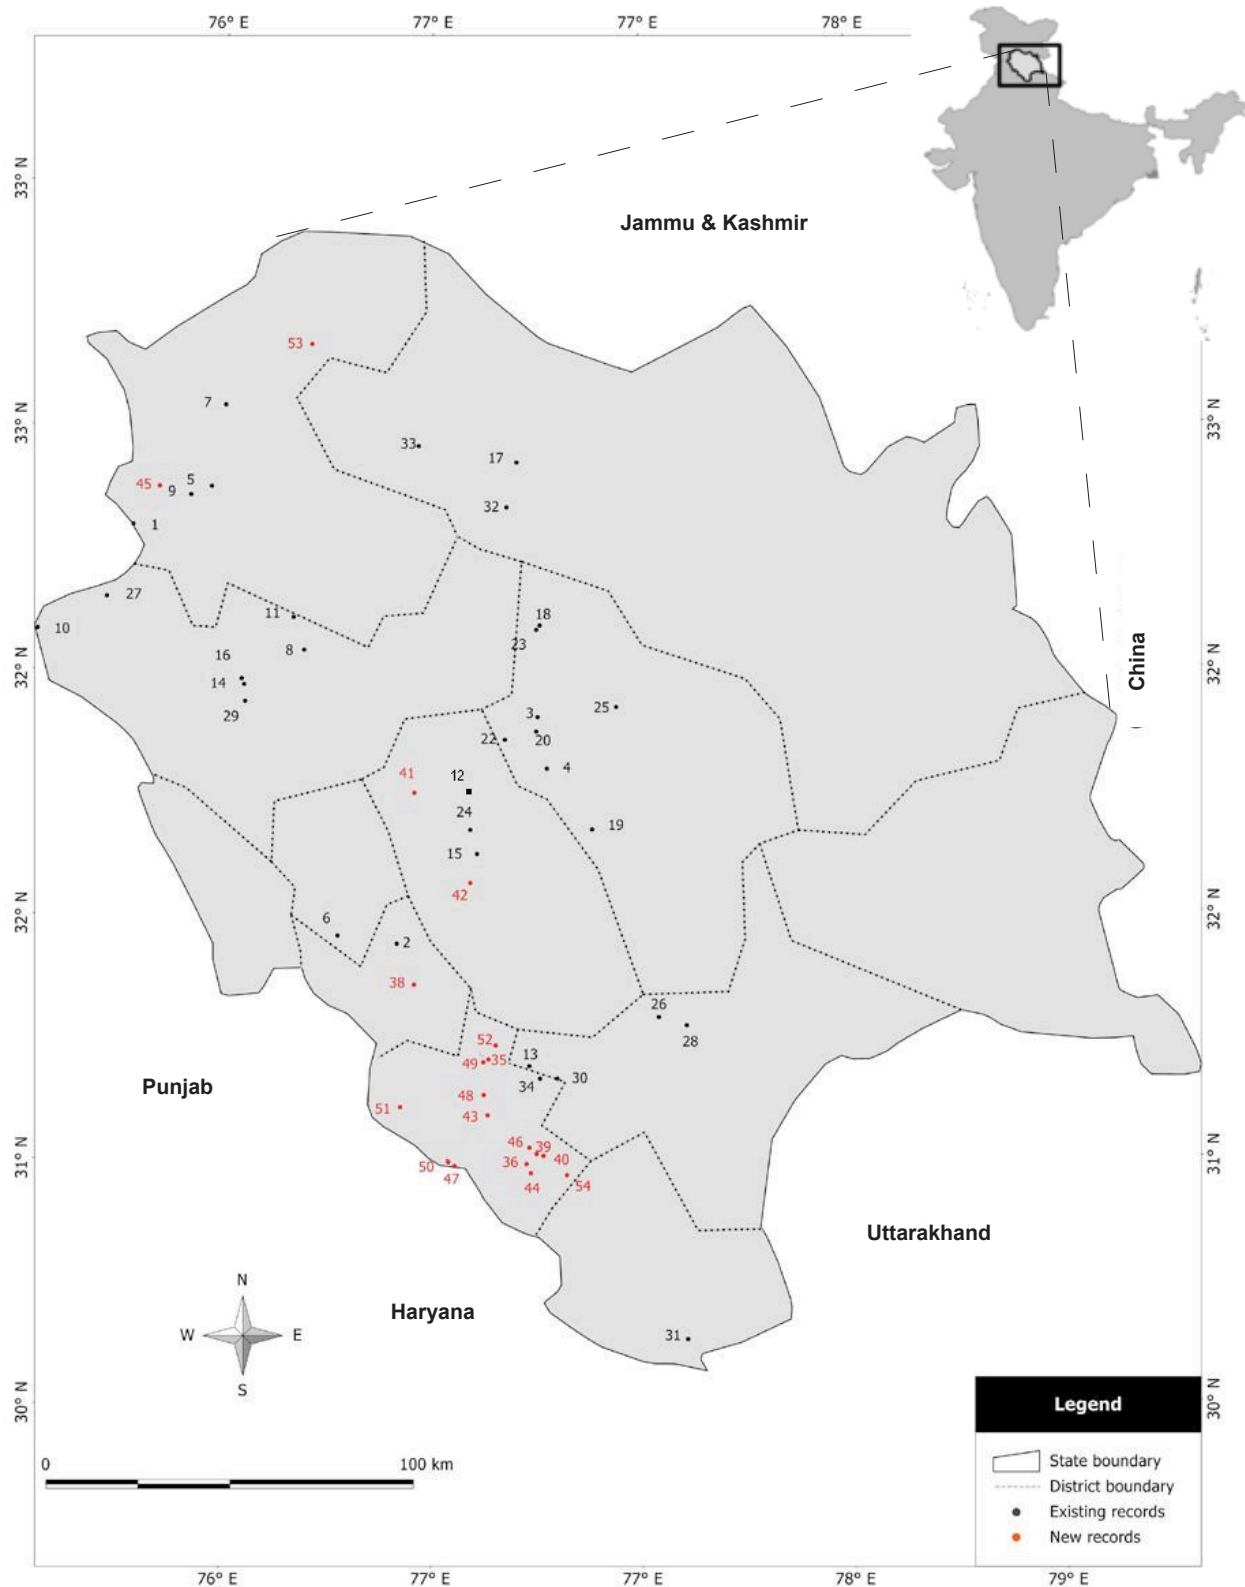 76° E 77° E 77° E 78° E
33° N
Jammu & Kashmir
53
7
33° N 33° N
33
17
45
5
9
32
1
27
11
18
10
23
8
16
32° N 32° N
14
China
29
25
3
22
20
41
12
4
24
19
15
42
32° N 32° N
6
2
38
26
28
52
13
49
35
34
30
Punjab
48
51
43
46
39
31° N 31° N
36
40
50
47
44
54
Uttarakhand
N
Haryana
W E
31
S
30° N 30° N
Legend
0 100 km
State boundary
District boundary
Existing records
New records
76° E 77° E 77° E 78° E 79° E